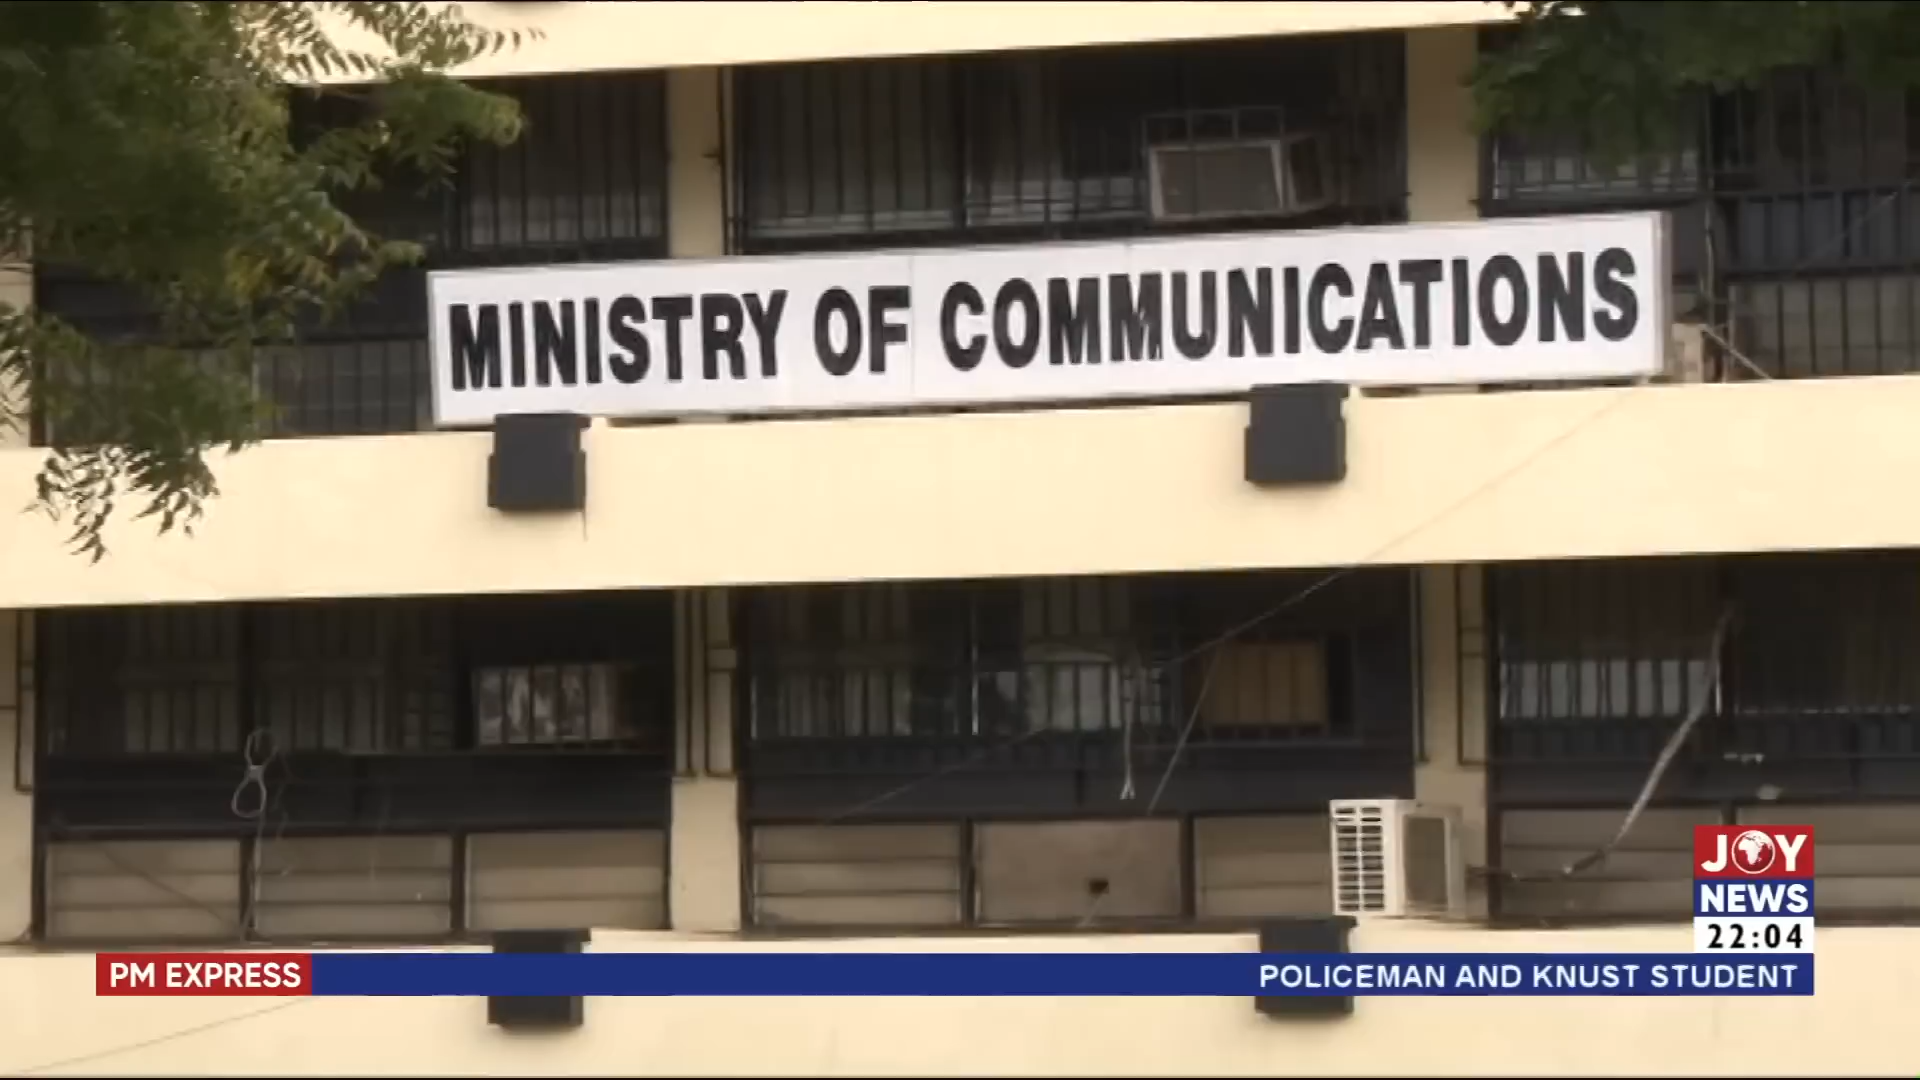 MINISTRY OF COMMUNICATIONS
JOY
NEWS
22:04
PM EXPRESS
POLICEMAN AND KNUST STUDENT